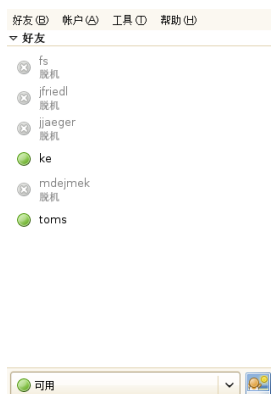 好友(B) 帐户(A) 工具(T) 帮助(H)
好友
fs
脱机
jfriedl
脱机
jjaeger
脱机
ke
mdejmek
脱机
toms
可用